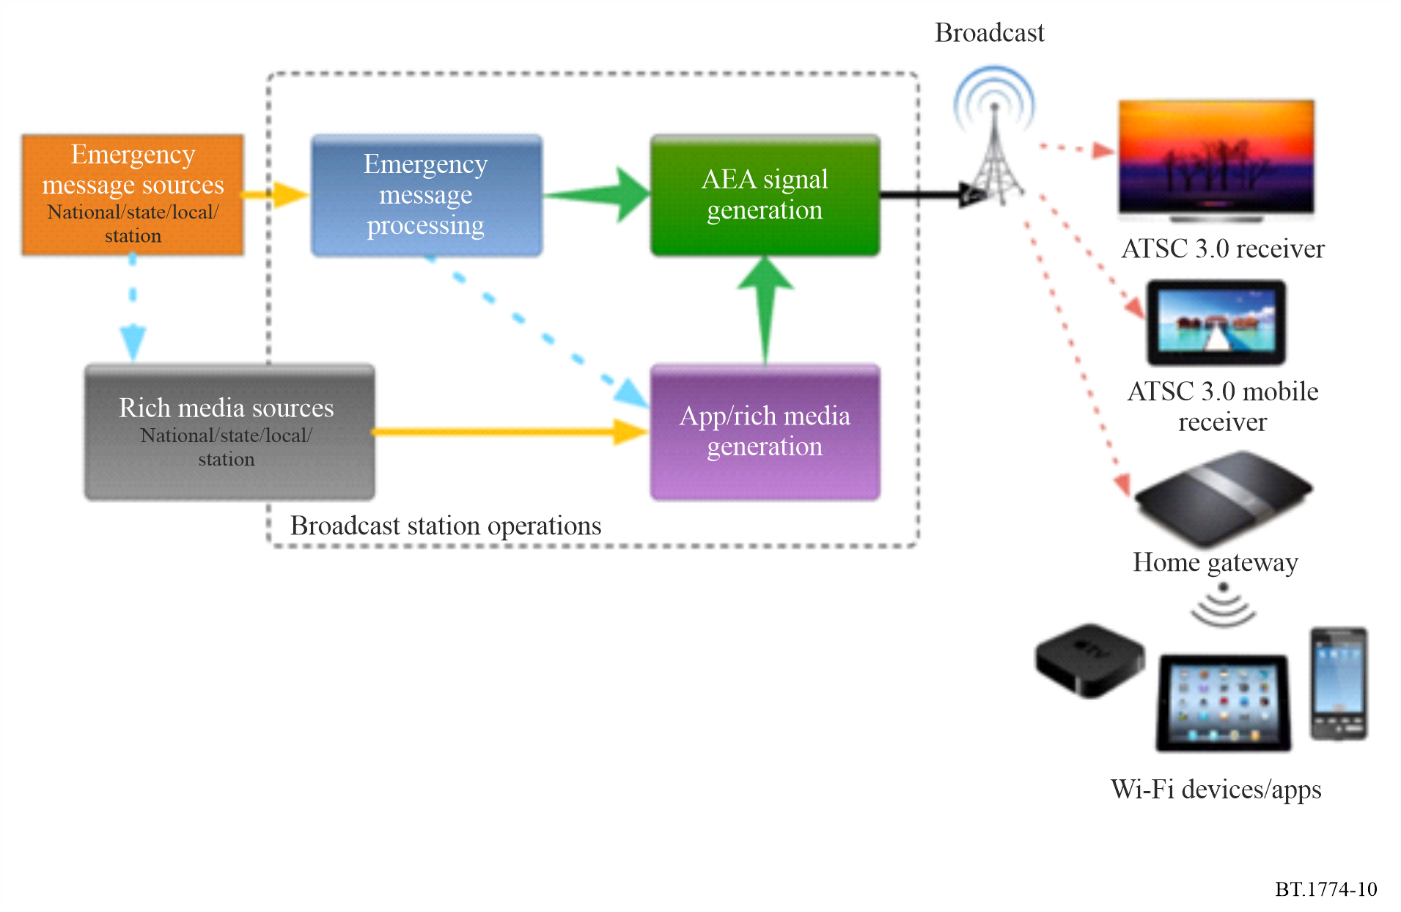 Broadcast
Emergency
message sources
National/state/local/
station
Emergency
message
processing
AEA signal
generation
ATSC 3.0 receiver
Rich media sources
National/state/local/
station
App/rich media
generation
ATSC 3.0 mobile
receiver
Broadcast station operations
Home gateway
tv
Wi-Fi devices/apps
BT.1774-10